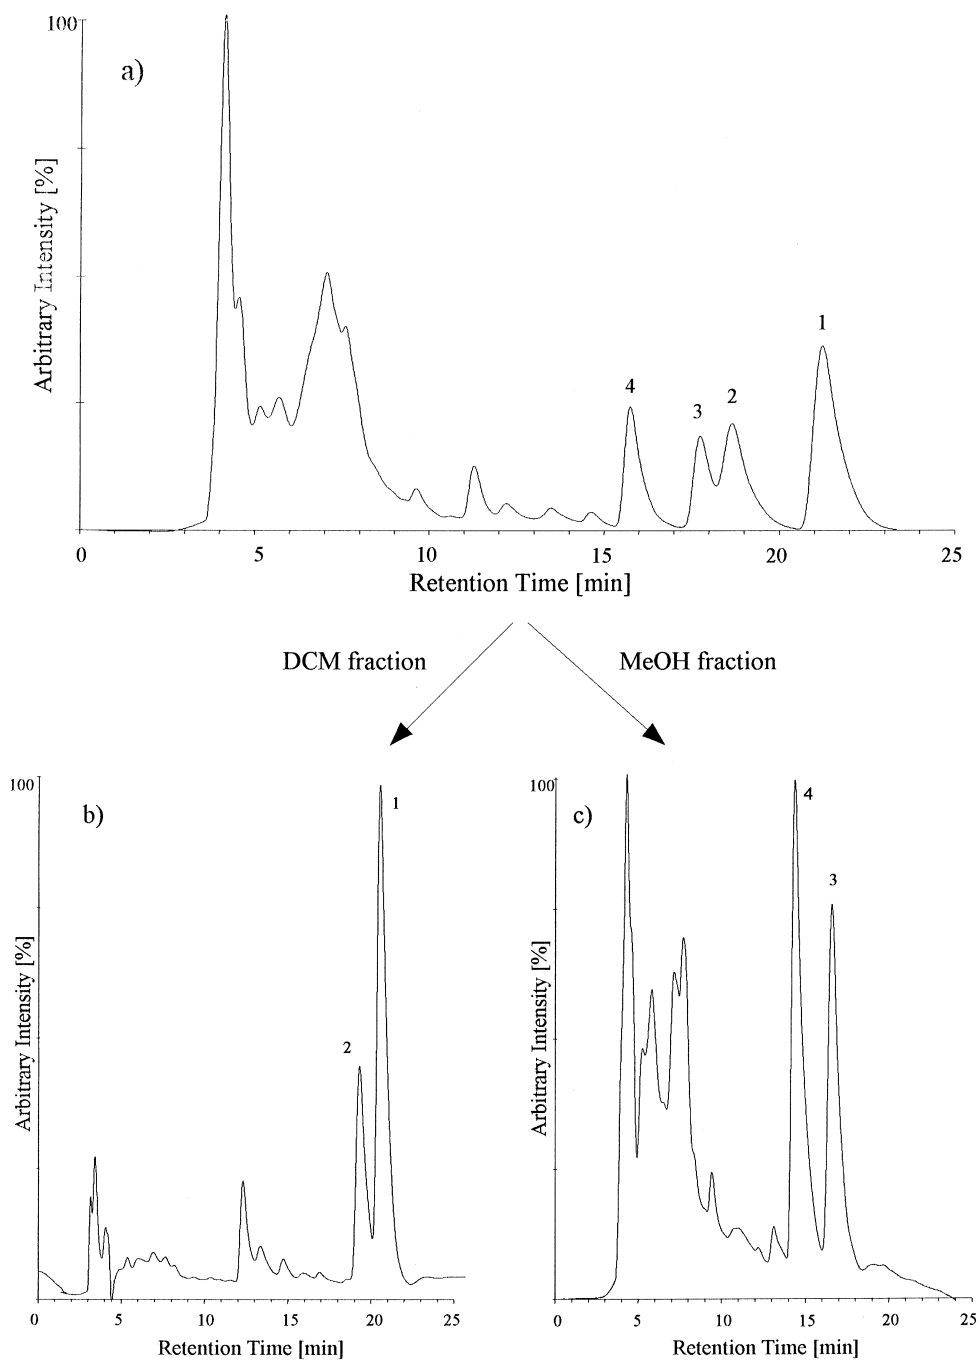 100
a)
Arbitrary Intensity [%]
4
3
2
1
0 5 10 15 20 25
Retention Time [min]
DCM fraction
MeOH fraction
100
b)
1
2
Arbitrary Intensity [%]
0 5 10 15 20 25
Retention Time [min]
100
c)
4
3
Arbitrary Intensity [%]
0 5 10 15 20 25
Retention Time [min]